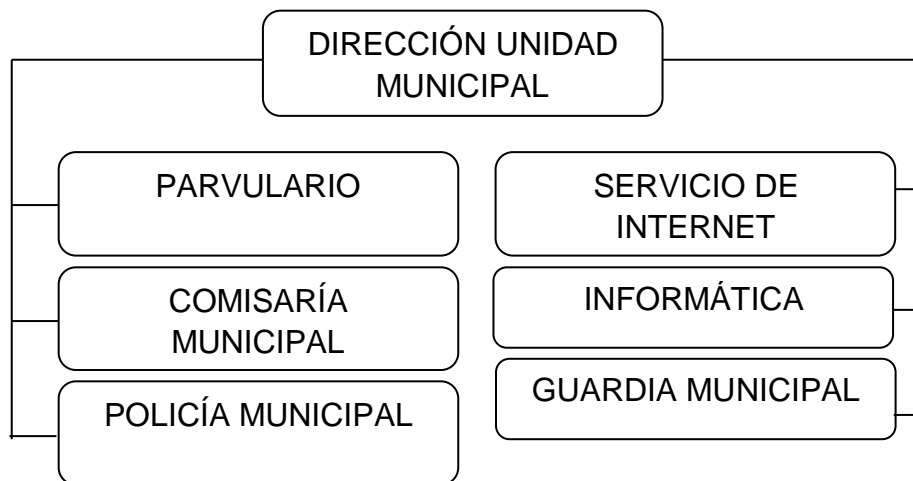 DIRECCIÓN UNIDAD
MUNICIPAL
PARVULARIO
COMISARÍA
MUNICIPAL
POLICÍA MUNICIPAL
SERVICIO DE
INTERNET
INFORMÁTICA
GUARDIA MUNICIPAL